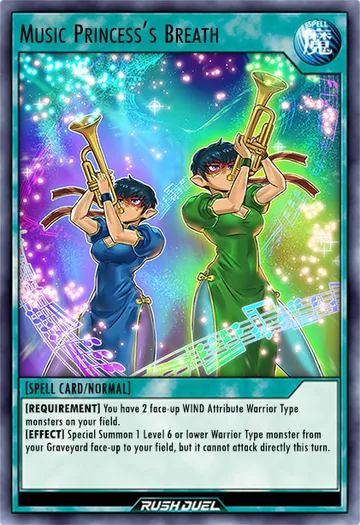 MUSIC PRINCESS'S BREATH
SPELL
魔
[SPELL CARD/NORMAL]
[REQUIREMENT] You have 2 face-up WIND Attribute Warrior Type
monsters on your field.
[EFFECT] Special Summon 1 Level 6 or lower Warrior Type monster from
your Graveyard face-up to your field, but it cannot attack directly this turn.
RUSH DUEL